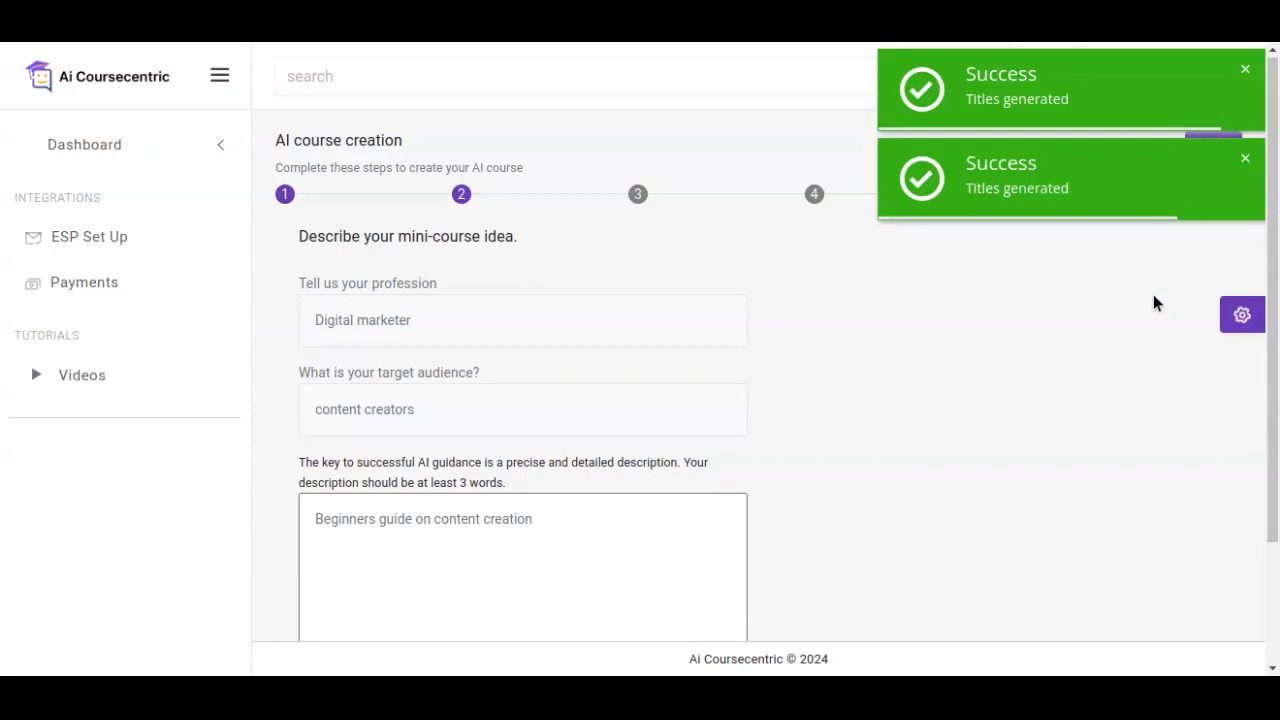 Ai Coursecentric
search
Success
Titles generated
Success
Titles generated
Dashboard
INTEGRATIONS
ESP Set Up
Payments
TUTORIALS
Videos
AI course creation
Complete these steps to create your AI course
1
2
3
4
Describe your mini-course idea.
Tell us your profession
Digital marketer
What is your target audience?
content creators
The key to successful AI guidance is a precise and detailed description. Your
description should be at least 3 words.
Beginners guide on content creation
Ai Coursecentric © 2024